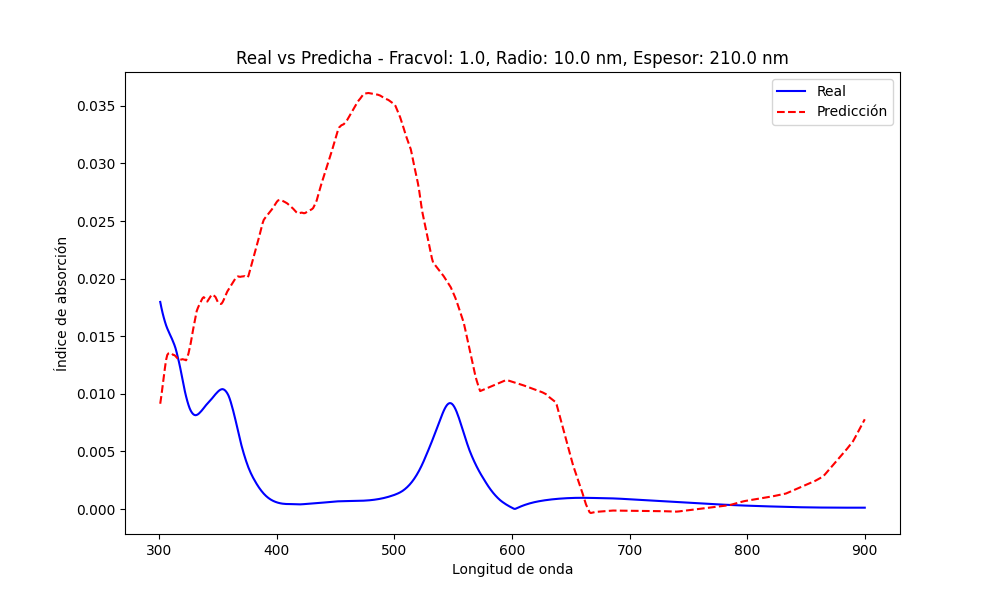 Real vs Predicha - Fracvol: 1.0, Radio: 10.0 nm, Espesor: 210.0 nm
Real
Predicción
Índice de absorción
0.035
0.030
0.025
0.020
0.015
0.010
0.005
0.000
300 400 500 600 700 800 900
Longitud de onda